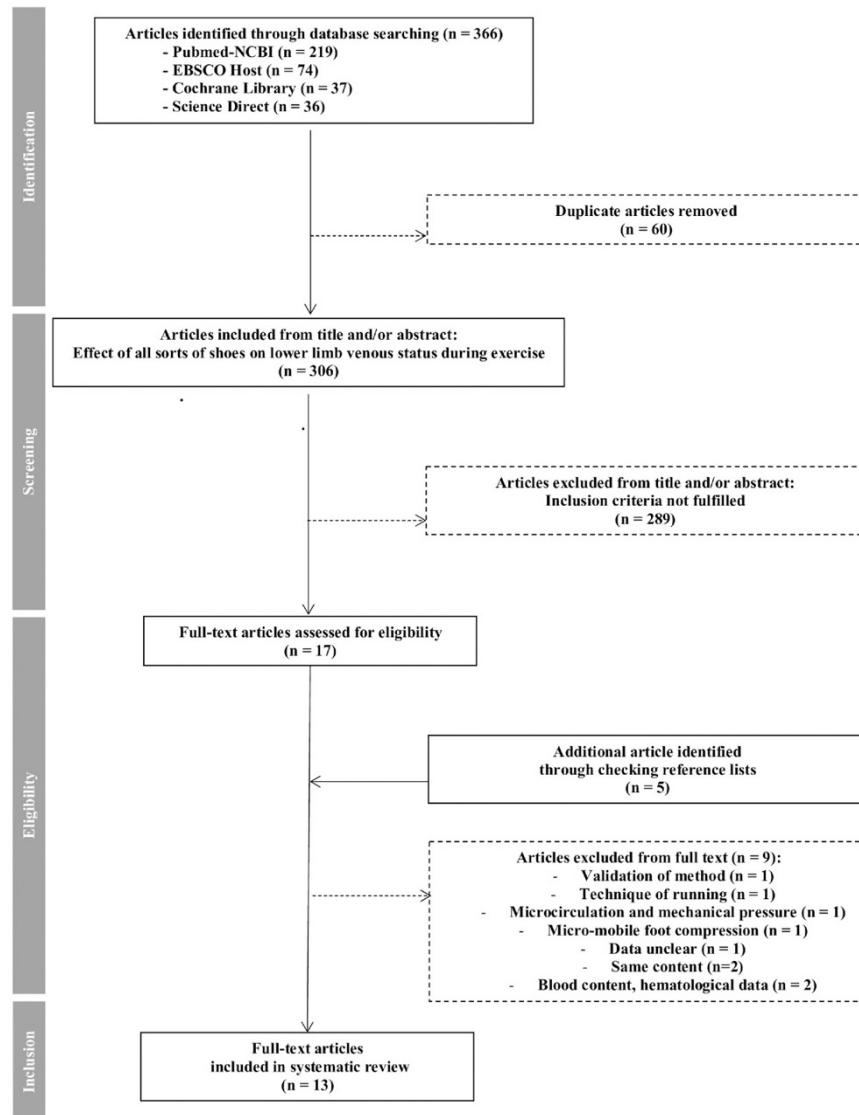 Identification
Articles identified through database searching (n = 366)
- Pubmed-NCBI (n = 219)
- EBSCO Host (n = 74)
- Cochrane Library (n = 37)
- Science Direct (n = 36)
Duplicate articles removed
(n = 60)
Screening
Articles included from title and/or abstract:
Effect of all sorts of shoes on lower limb venous status during exercise
(n = 306)
Articles excluded from title and/or abstract:
Inclusion criteria not fulfilled
(n = 289)
Eligibility
Full-text articles assessed for eligibility
(n = 17)
Additional article identified
through checking reference lists
(n = 5)
Articles excluded from full text (n = 9):
- Validation of method (n = 1)
- Technique of running (n = 1)
- Microcirculation and mechanical pressure (n = 1)
- Micro-mobile foot compression (n = 1)
- Data unclear (n = 1)
- Same content (n=2)
- Blood content, hematological data (n = 2)
Inclusion
Full-text articles
included in systematic review
(n = 13)